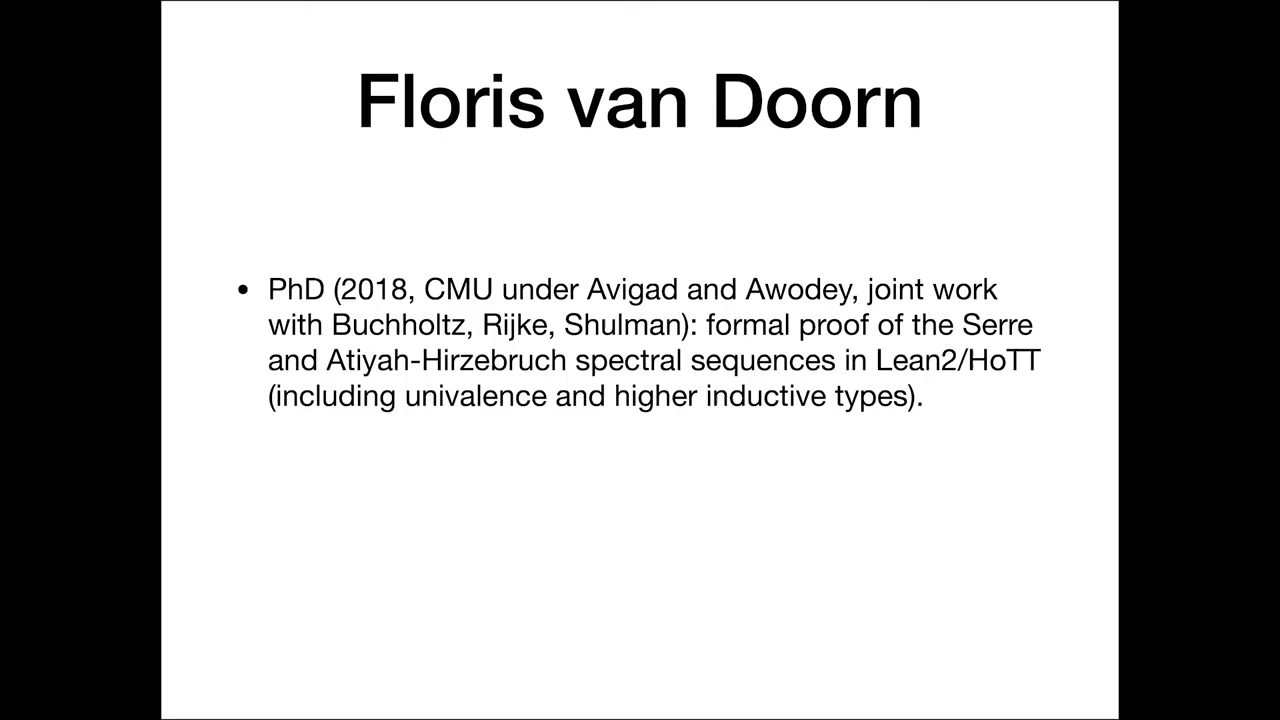 Floris van Doorn
• PhD (2018, CMU under Avigad and Awodey, joint work
with Buchholtz, Rijke, Shulman): formal proof of the Serre
and Atiyah-Hirzebruch spectral sequences in Lean2/HoTT
(including univalence and higher inductive types).